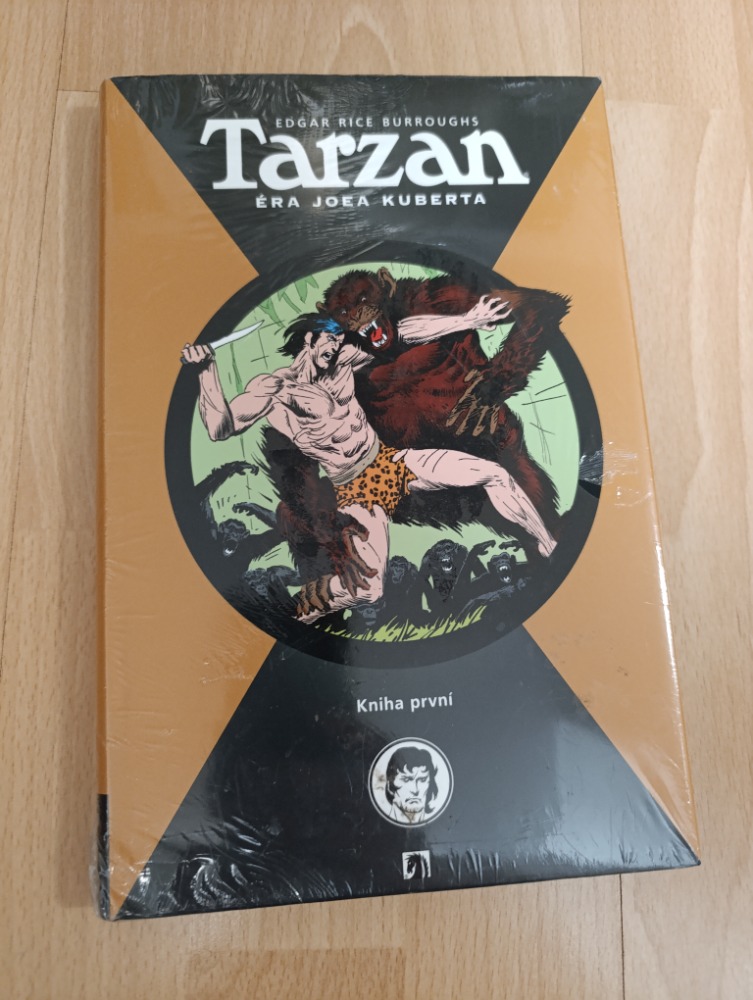 EDGAR RICE BURROUGHS
Tarzan
ÉRA JOEA KUBERTA
Kniha první